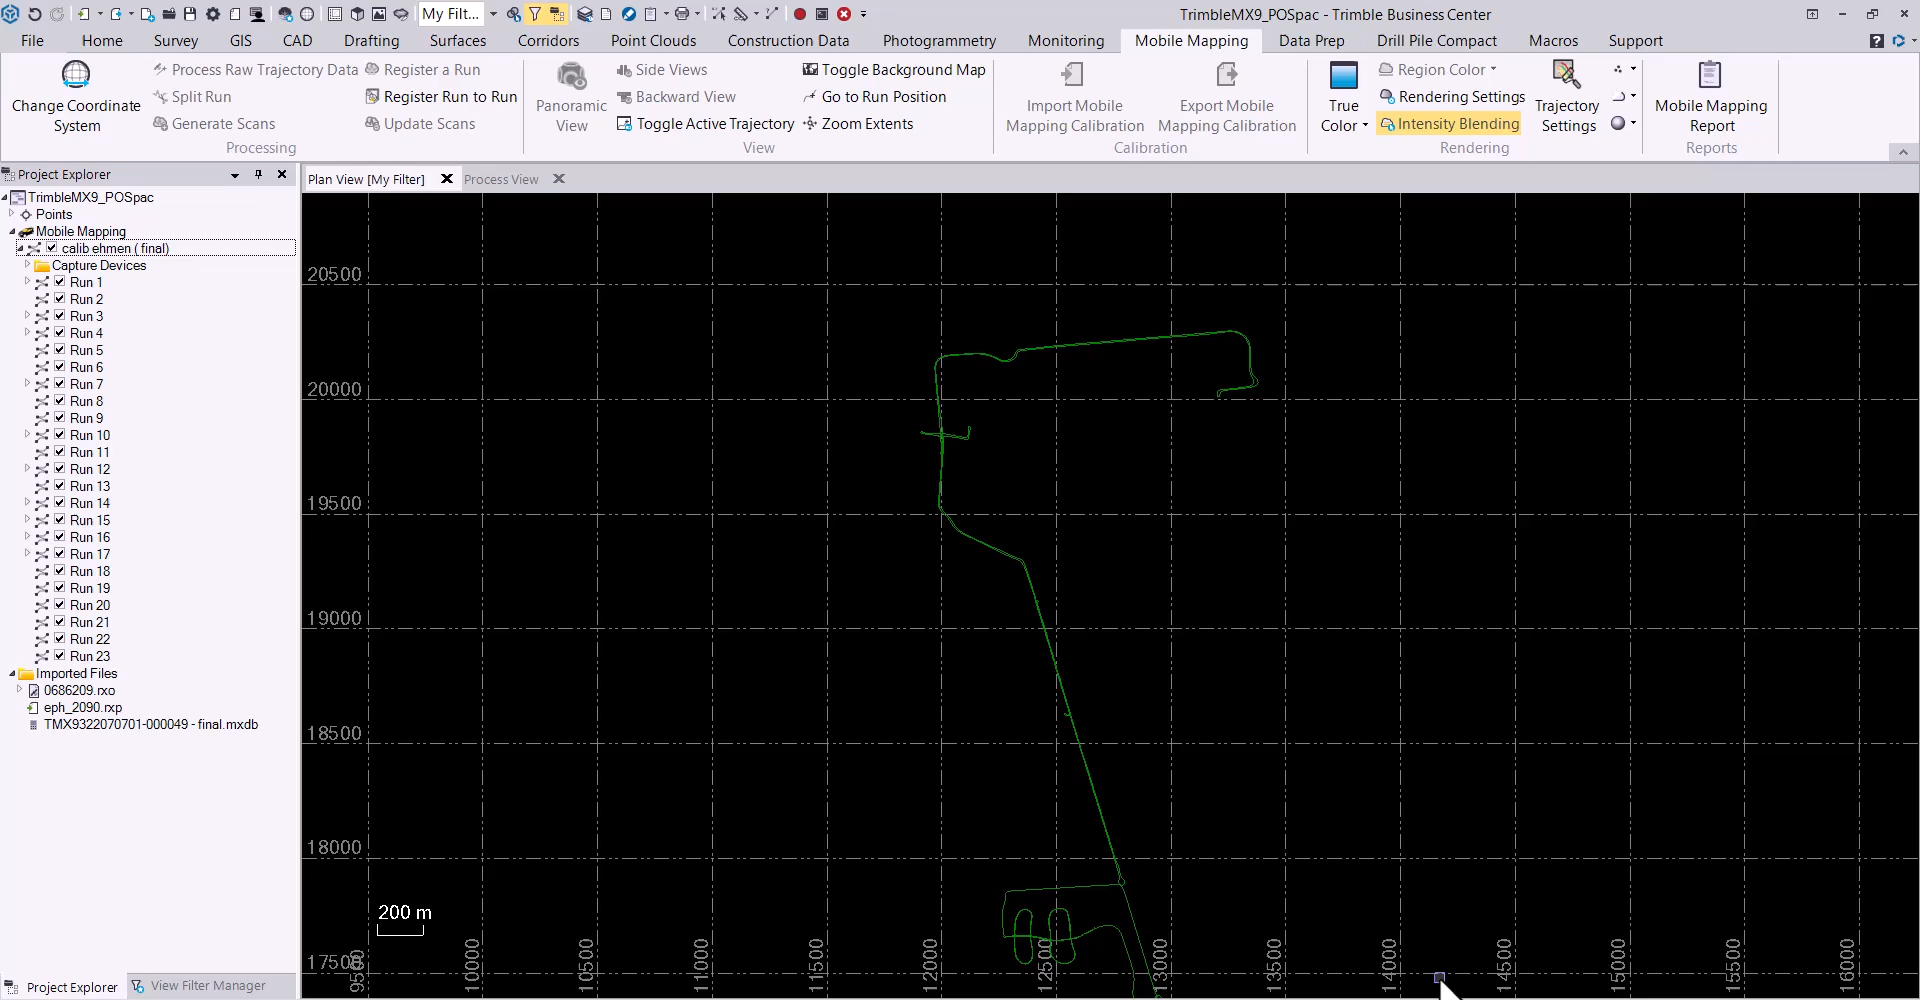 My Filt...
TrimbleMX9_POSpac - Trimble Business Center
File Home Survey GIS CAD Drafting Surfaces Corridors Point Clouds Construction Data Photogrammetry Monitoring Mobile Mapping Data Prep Drill Pile Compact Macros Support
Change Coordinate
System
Process Raw Trajectory Data
Split Run
Generate Scans
Register a Run
Register Run to Run
Update Scans
Processing
Panoramic
View
Side Views
Backward View
Toggle Active Trajectory
Toggle Background Map
Go to Run Position
Zoom Extents
View
Import Mobile
Mapping Calibration
Export Mobile
Mapping Calibration
Calibration
True
Color
Region Color
Rendering Settings
Intensity Blending
Trajectory
Settings
Rendering
Mobile Mapping
Report
Reports
Project Explorer
TrimbleMX9_POSpac
Points
Mobile Mapping
calib ehmen ( final)
Capture Devices
Run 1
Run 2
Run 3
Run 4
Run 5
Run 6
Run 7
Run 8
Run 9
Run 10
Run 11
Run 12
Run 13
Run 14
Run 15
Run 16
Run 17
Run 18
Run 19
Run 20
Run 21
Run 22
Run 23
Imported Files
0686209.rxo
eph_2090.rxp
TMX9322070701-000049 - final.mxdb
Project Explorer View Filter Manager
Plan View [My Filter] Process View
20500
20000
19500
19000
18500
18000
17500
200 m
9500 10000 10500 11000 11500 12000 12500 13000 13500 14000 14500 15000 15500 16000